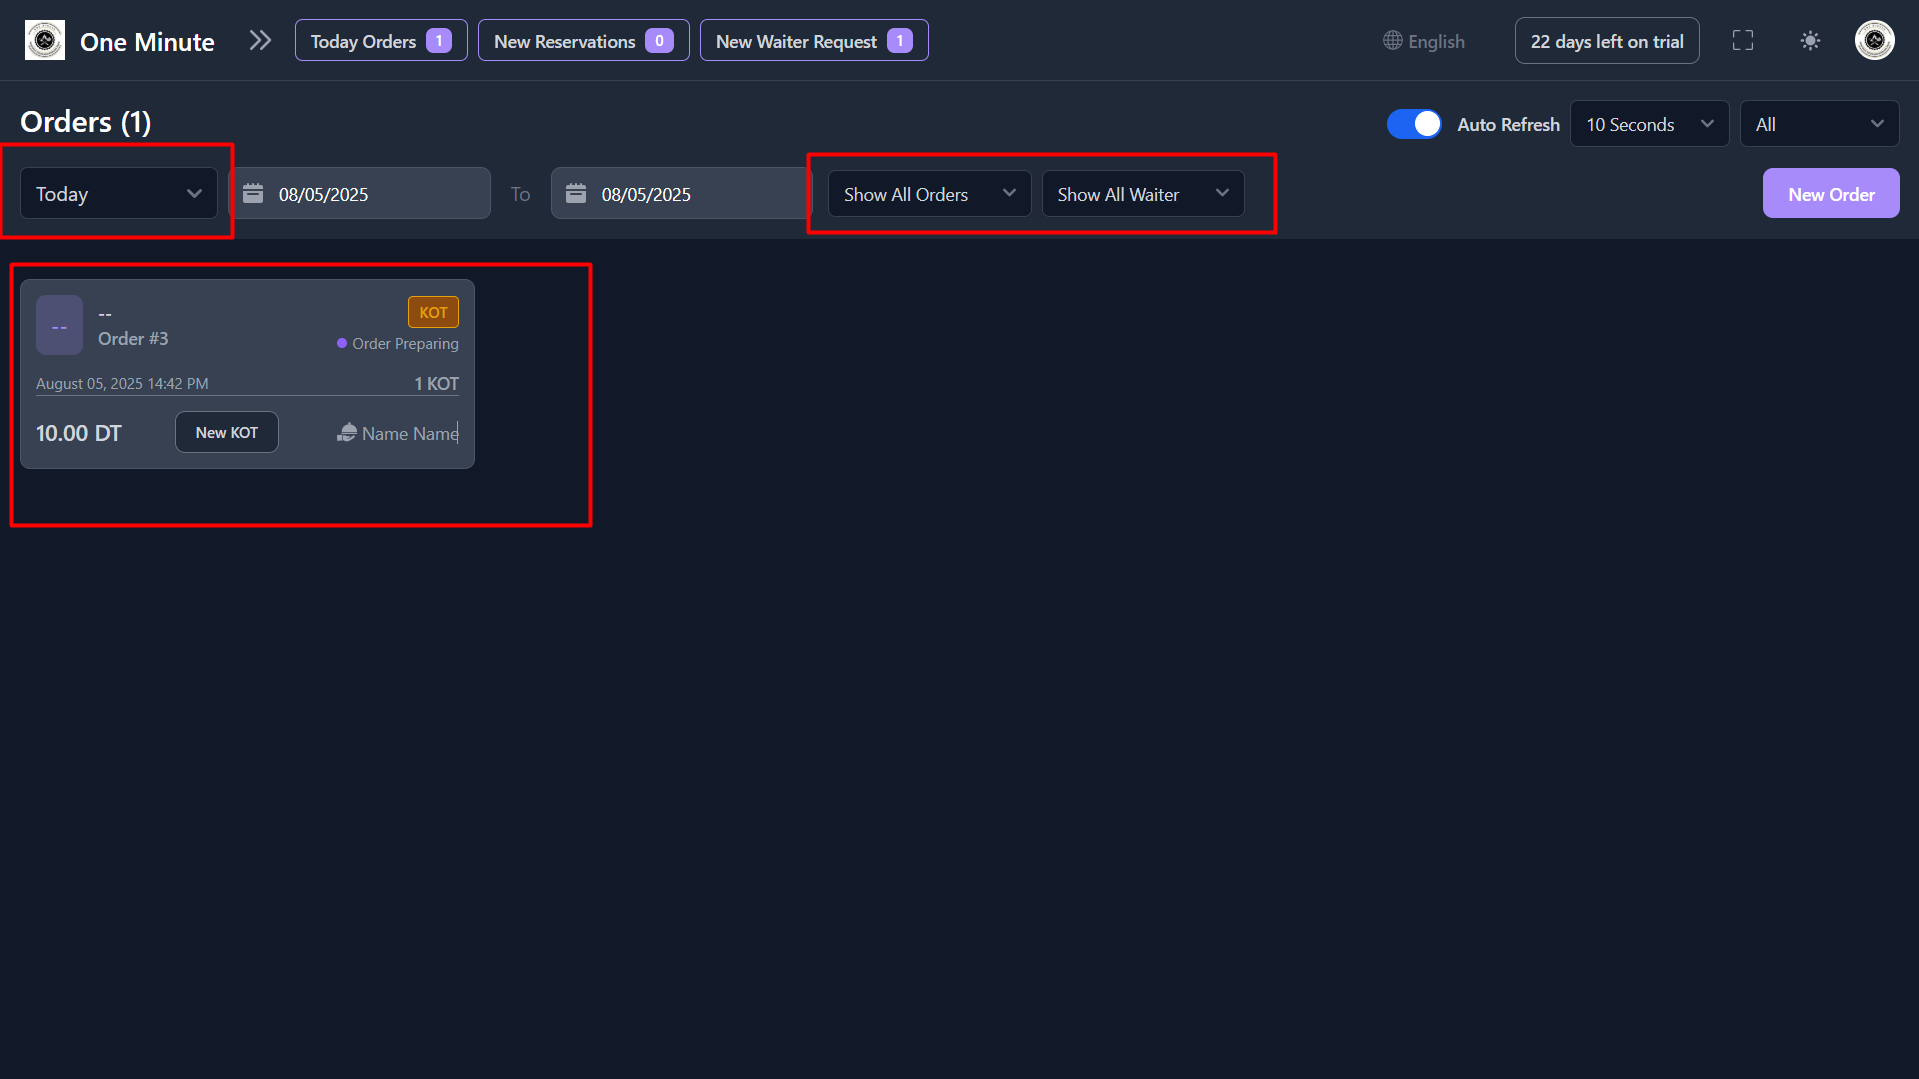 One Minute
Today Orders 1
New Reservations 0
New Waiter Request 1
English
22 days left on trial
Orders (1)
Auto Refresh
10 Seconds
All
Today
08/05/2025
To
08/05/2025
Show All Orders
Show All Waiter
New Order
--
--
KOT
Order #3
Order Preparing
August 05, 2025 14:42 PM
1 KOT
10.00 DT
New KOT
Name Name